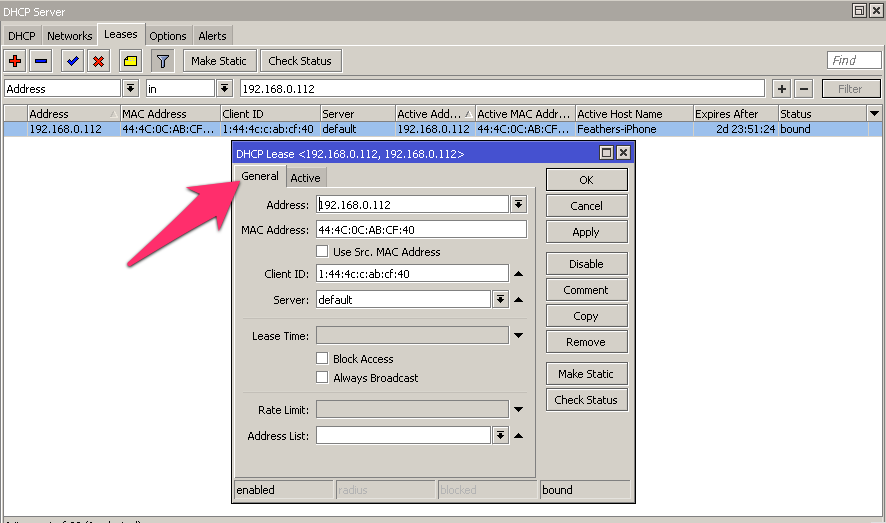 DHCP Server
DHCP Networks Leases Options Alerts
Make Static Check Status Find
Address in 192.168.0.112 Filter
Address MAC Address Client ID Server Active Add... Active MAC Addr... Active Host Name Expires After Status
192.168.0.112 44:4C:0C:AB:CF... 1:44:4c:c:ab:cf:40 default 192.168.0.112 44:4C:0C:AB:CF... Feathers-iPhone 2d 23:51:24 bound
DHCP Lease <192.168.0.112, 192.168.0.112>
General Active
OK
Address: 192.168.0.112
Cancel
MAC Address: 44:4C:0C:AB:CF:40
Apply
Use Src. MAC Address
Disable
Client ID: 1:44:4c:c:ab:cf:40
Comment
Server: default
Copy
Lease Time:
Remove
Block Access
Make Static
Always Broadcast
Check Status
Rate Limit:
Address List:
enabled radius blocked bound